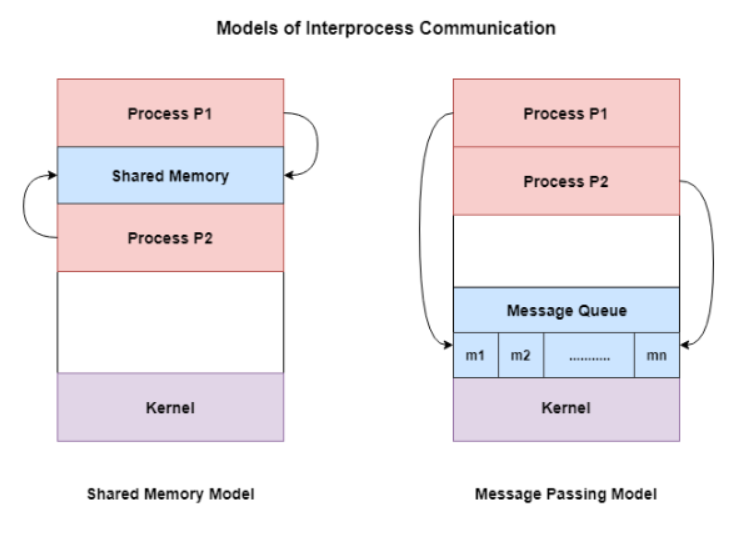 Models of Interprocess Communication
Process P1
Shared Memory
Process P2
Kernel
Shared Memory Model
Process P1
Process P2
Message Queue
m1 m2 ........... mn
Kernel
Message Passing Model